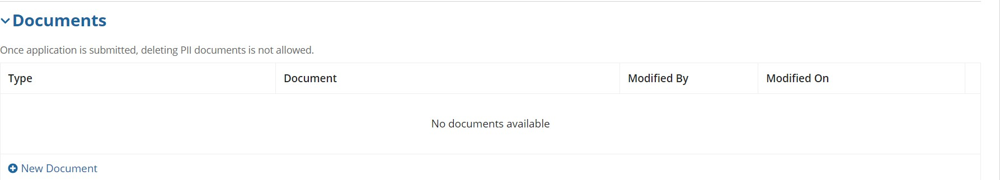 Documents
Once application is submitted, deleting PII documents is not allowed.
Type Document Modified By Modified On
No documents available
New Document